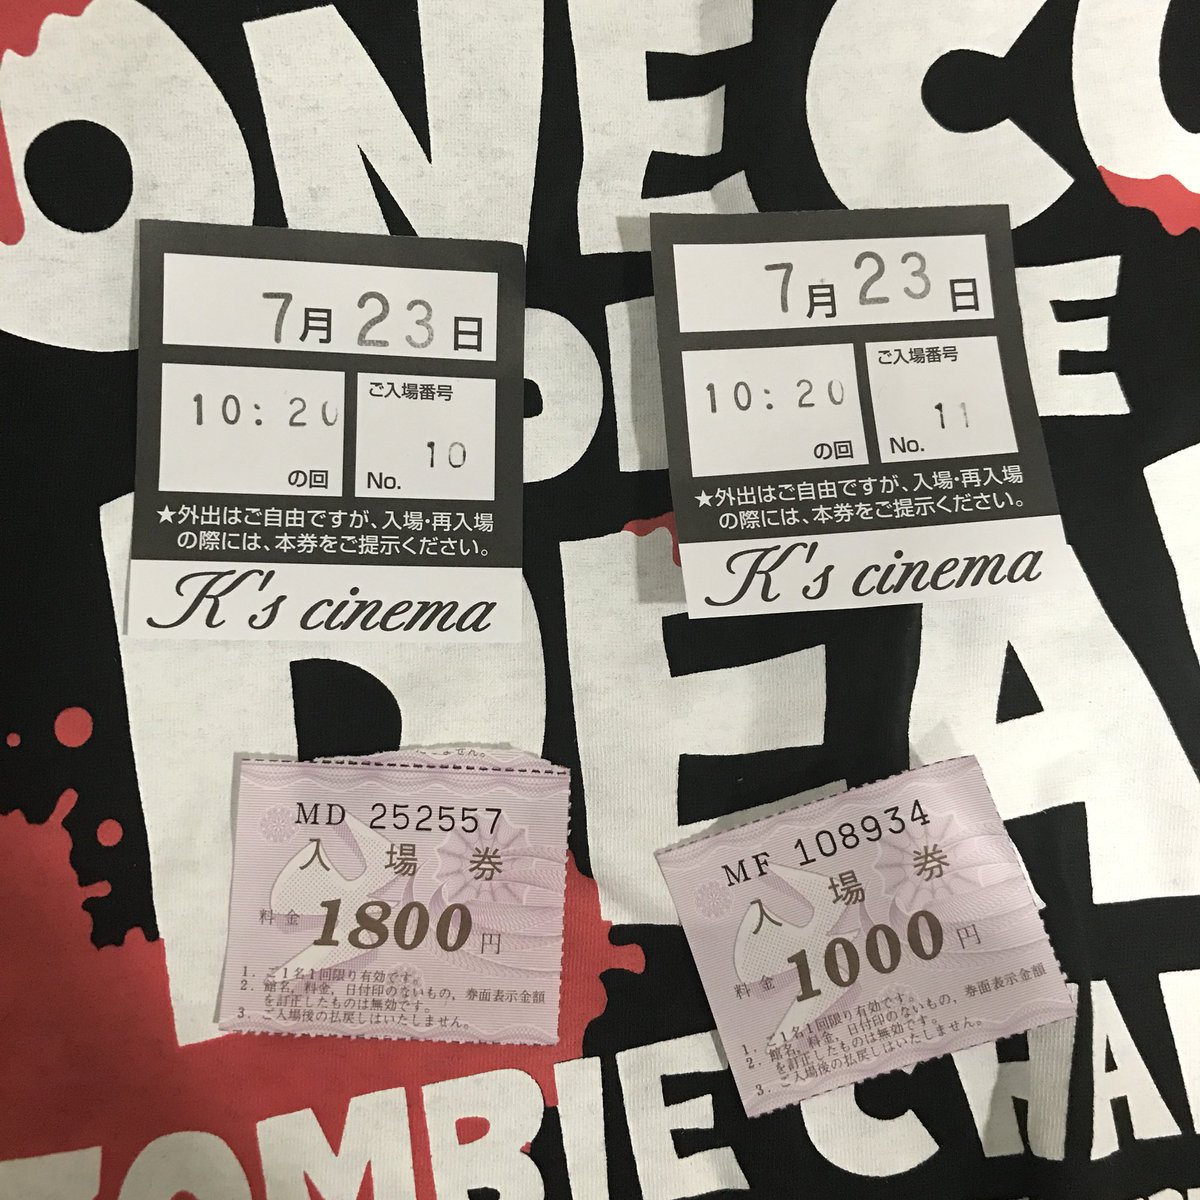 ONE CU
7月23日
10:20
の回
ご入場番号
No. 10
★外出はご自由ですが、入場・再入場
の際には、本券をご提示ください。
K's cinema
7月23日
10:20
の回
ご入場番号
No. 11
★外出はご自由ですが、入場・再入場
の際には、本券をご提示ください。
K's cinema
DEA
MD 252557
入場券
料金 1800円
1. ご1名1回限り有効です。
2. 館名, 料金, 日付印のないもの, 券面表示金額
を訂正したものは無効です。
3. ご入場後の払戻しはいたしません。
MF 108934
入場券
料金 1000円
1. ご1名1回限り有効です。
2. 館名, 料金, 日付印のないもの, 券面表示金額
を訂正したものは無効です。
3. ご入場後の払戻しはいたしません。
ZOMBIE CHA